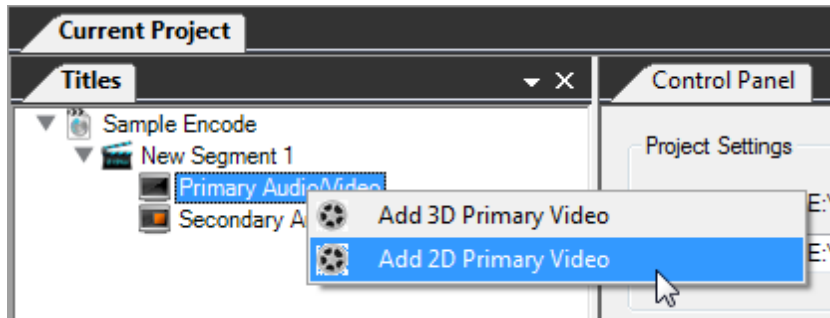 Current Project
Titles
Control Panel
Sample Encode
New Segment 1
Project Settings
Primary Audio/Video
Secondary A
Add 3D Primary Video
E:\
Add 2D Primary Video
E:\